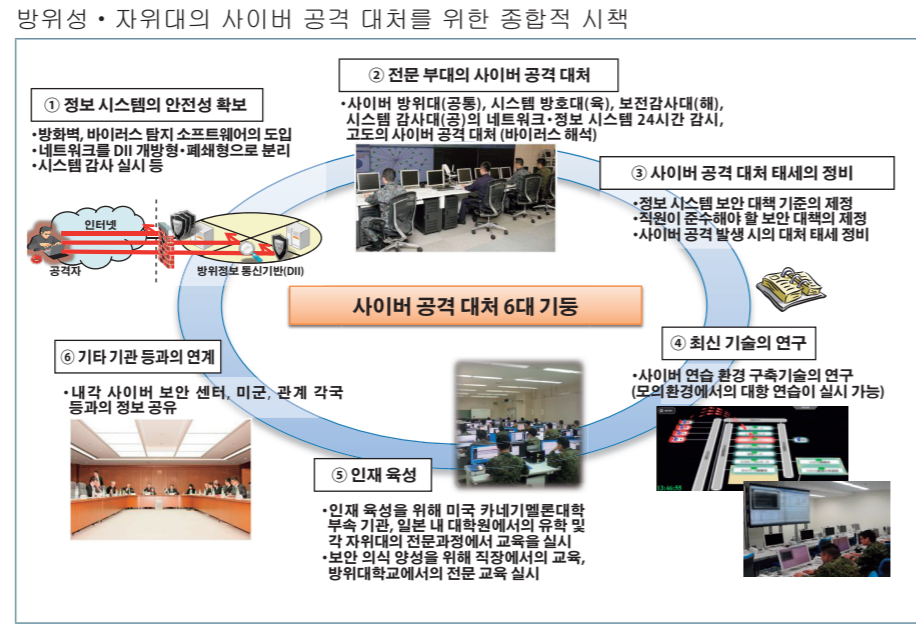 방위성・자위대의 사이버 공격 대처를 위한 종합적 시책
① 정보 시스템의 안전성 확보
・방화벽, 바이러스 탐지 소프트웨어의 도입
・네트워크를 DII 개방형・폐쇄형으로 분리
・시스템 감사 실시 등
인터넷
공격자
방위정보 통신기반(DII)
② 전문 부대의 사이버 공격 대처
・사이버 방위대(공통), 시스템 방호대(육), 보전감사대(해),
시스템 감사대(공)의 네트워크・정보 시스템 24시간 감시,
고도의 사이버 공격 대처 (바이러스 해석)
③ 사이버 공격 대처 태세의 정비
・정보 시스템 보안 대책 기준의 제정
・직원이 준수해야 할 보안 대책의 제정
・사이버 공격 발생 시의 대처 태세 정비
사이버 공격 대처 6대 기둥
④ 최신 기술의 연구
・사이버 연습 환경 구축기술의 연구
(모의환경에서의 대항 연습이 실시 가능)
13:46:55
⑤ 인재 육성
・인재 육성을 위해 미국 카네기멜론대학
부속 기관, 일본 내 대학원에서의 유학 및
각 자위대의 전문과정에서 교육을 실시
・보안 의식 양성을 위해 직장에서의 교육,
방위대학교에서의 전문 교육 실시
⑥ 기타 기관 등과의 연계
・내각 사이버 보안 센터, 미군, 관계 각국
등과의 정보 공유